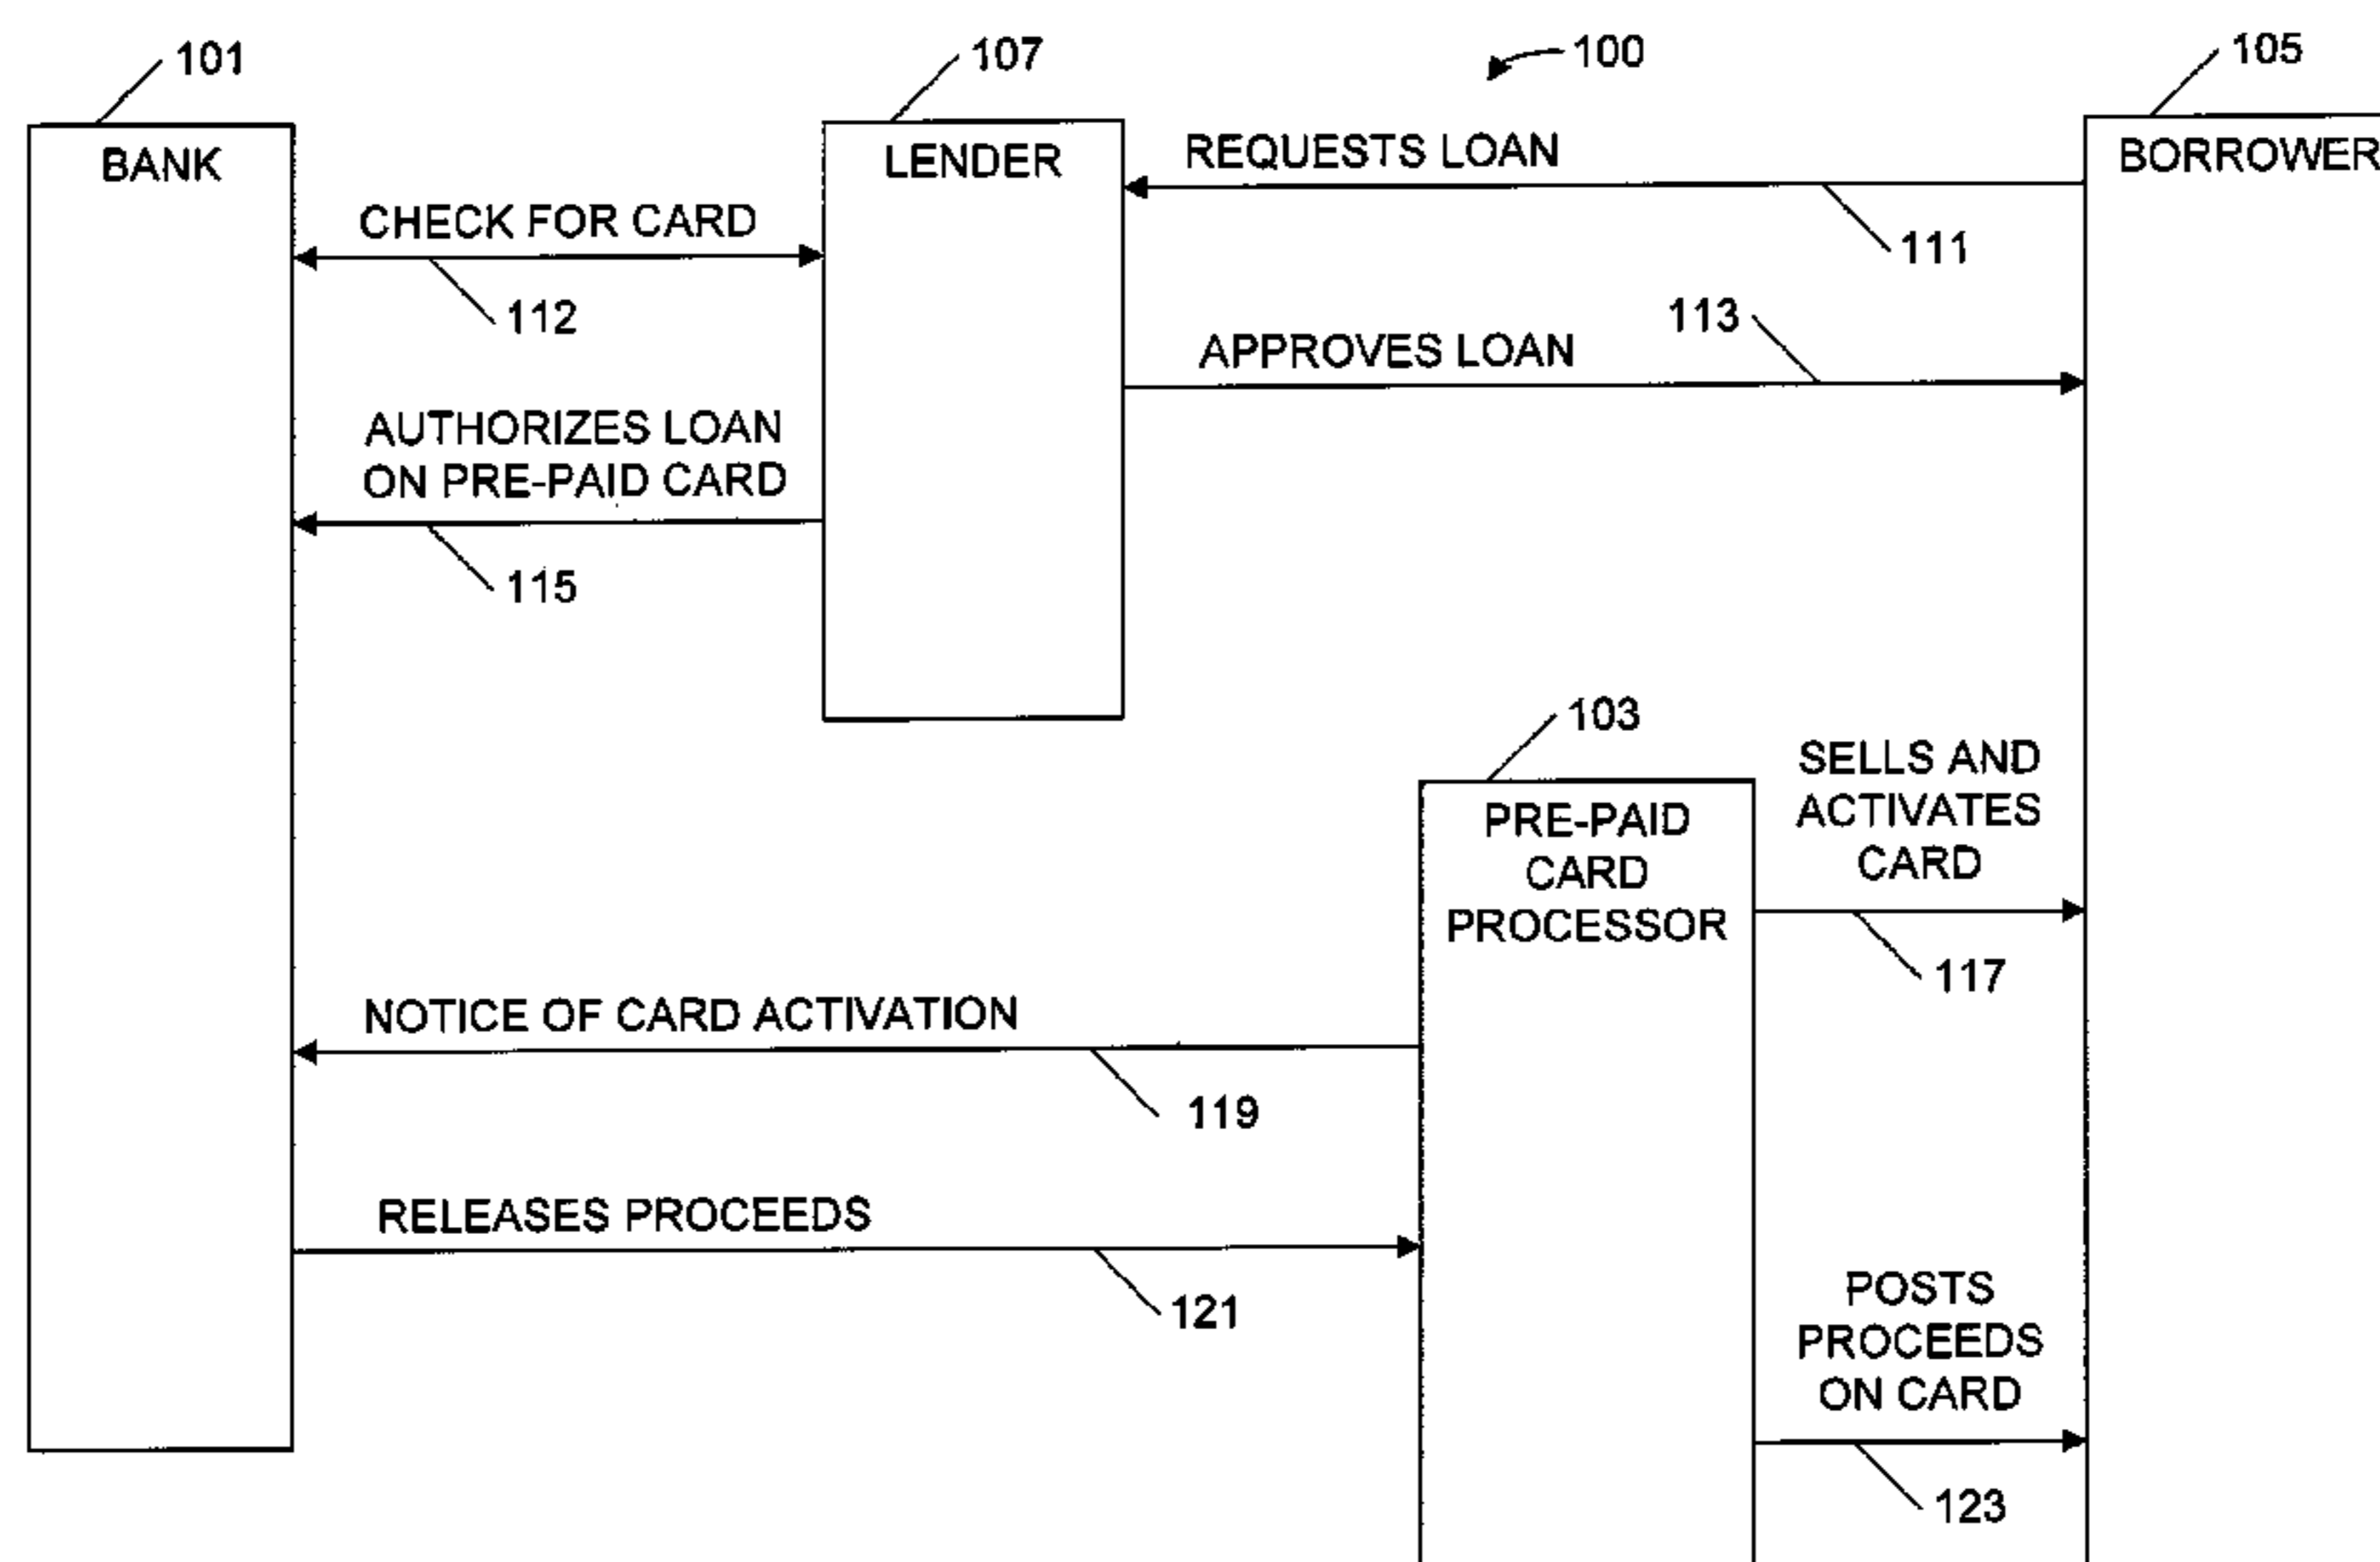 101
107
100
105
BANK
LENDER
REQUESTS LOAN
BORROWER
CHECK FOR CARD
111
112
113
APPROVES LOAN
AUTHORIZES LOAN
ON PRE-PAID CARD
115
103
SELLS AND
ACTIVATES
CARD
PRE-PAID
CARD
PROCESSOR
117
NOTICE OF CARD ACTIVATION
119
RELEASES PROCEEDS
121
POSTS
PROCEEDS
ON CARD
123